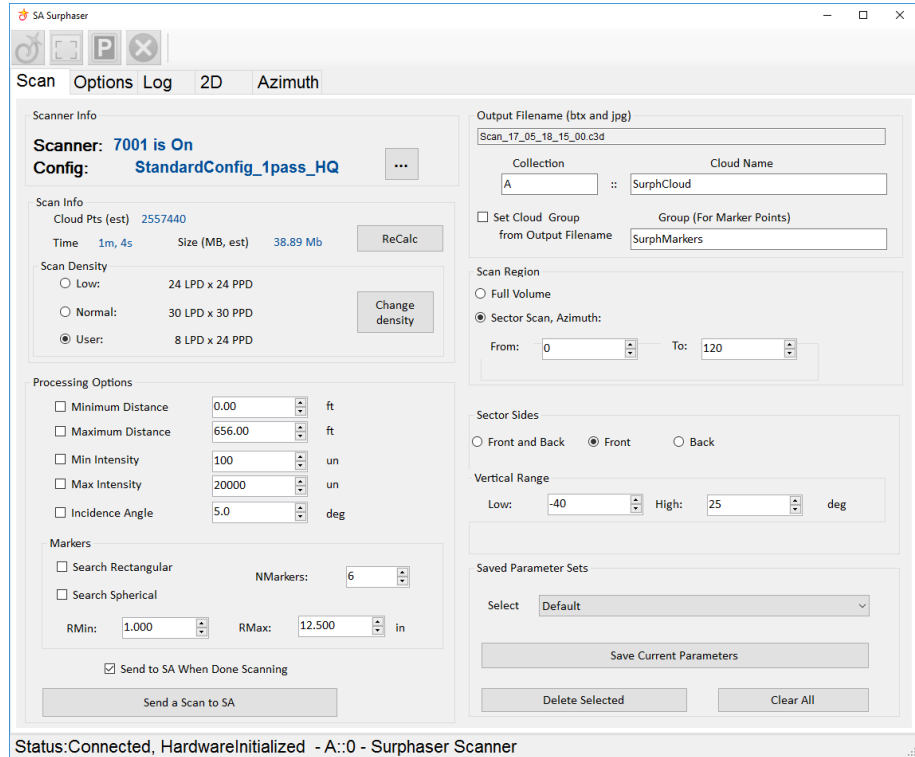 SA Surphaser
P
Scan Options Log 2D Azimuth
Scanner Info
Scanner: 7001 is On
Config: StandardConfig_1pass_HQ
...
Scan Info
Cloud Pts (est) 2557440
Time 1m, 4s Size (MB, est) 38.89 Mb
ReCalc
Scan Density
Low: 24 LPD x 24 PPD
Normal: 30 LPD x 30 PPD
User: 8 LPD x 24 PPD
Change
density
Processing Options
Minimum Distance 0.00 ft
Maximum Distance 656.00 ft
Min Intensity 100 un
Max Intensity 20000 un
Incidence Angle 5.0 deg
Markers
Search Rectangular
Search Spherical
NMarkers: 6
RMin: 1.000 RMax: 12.500 in
Send to SA When Done Scanning
Send a Scan to SA
Output Filename (btx and jpg)
Scan_17_05_18_15_00.c3d
Collection Cloud Name
A :: SurphCloud
Set Cloud Group
from Output Filename
Group (For Marker Points)
SurphMarkers
Scan Region
Full Volume
Sector Scan, Azimuth:
From: 0 To: 120
Sector Sides
Front and Back Front Back
Vertical Range
Low: -40 High: 25 deg
Saved Parameter Sets
Select Default
Save Current Parameters
Delete Selected Clear All
Status:Connected, HardwareInitialized - A::0 - Surphaser Scanner